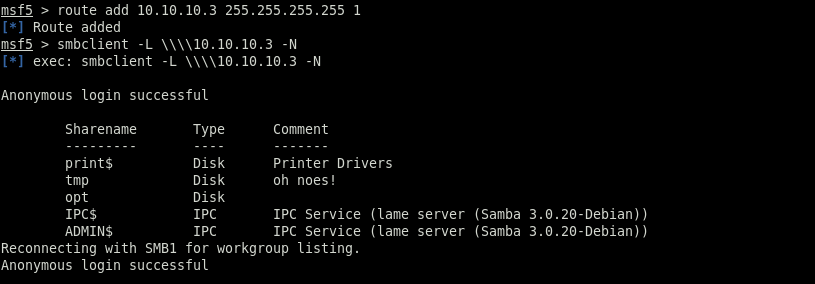 msf5 > route add 10.10.10.3 255.255.255.255 1
[*] Route added
msf5 > smbclient -L \\\\10.10.10.3 -N
[*] exec: smbclient -L \\\\10.10.10.3 -N
Anonymous login successful
Sharename Type Comment
--------- ---- -------
print$ Disk Printer Drivers
tmp Disk oh noes!
opt Disk
IPC$ IPC IPC Service (lame server (Samba 3.0.20-Debian))
ADMIN$ IPC IPC Service (lame server (Samba 3.0.20-Debian))
Reconnecting with SMB1 for workgroup listing.
Anonymous login successful